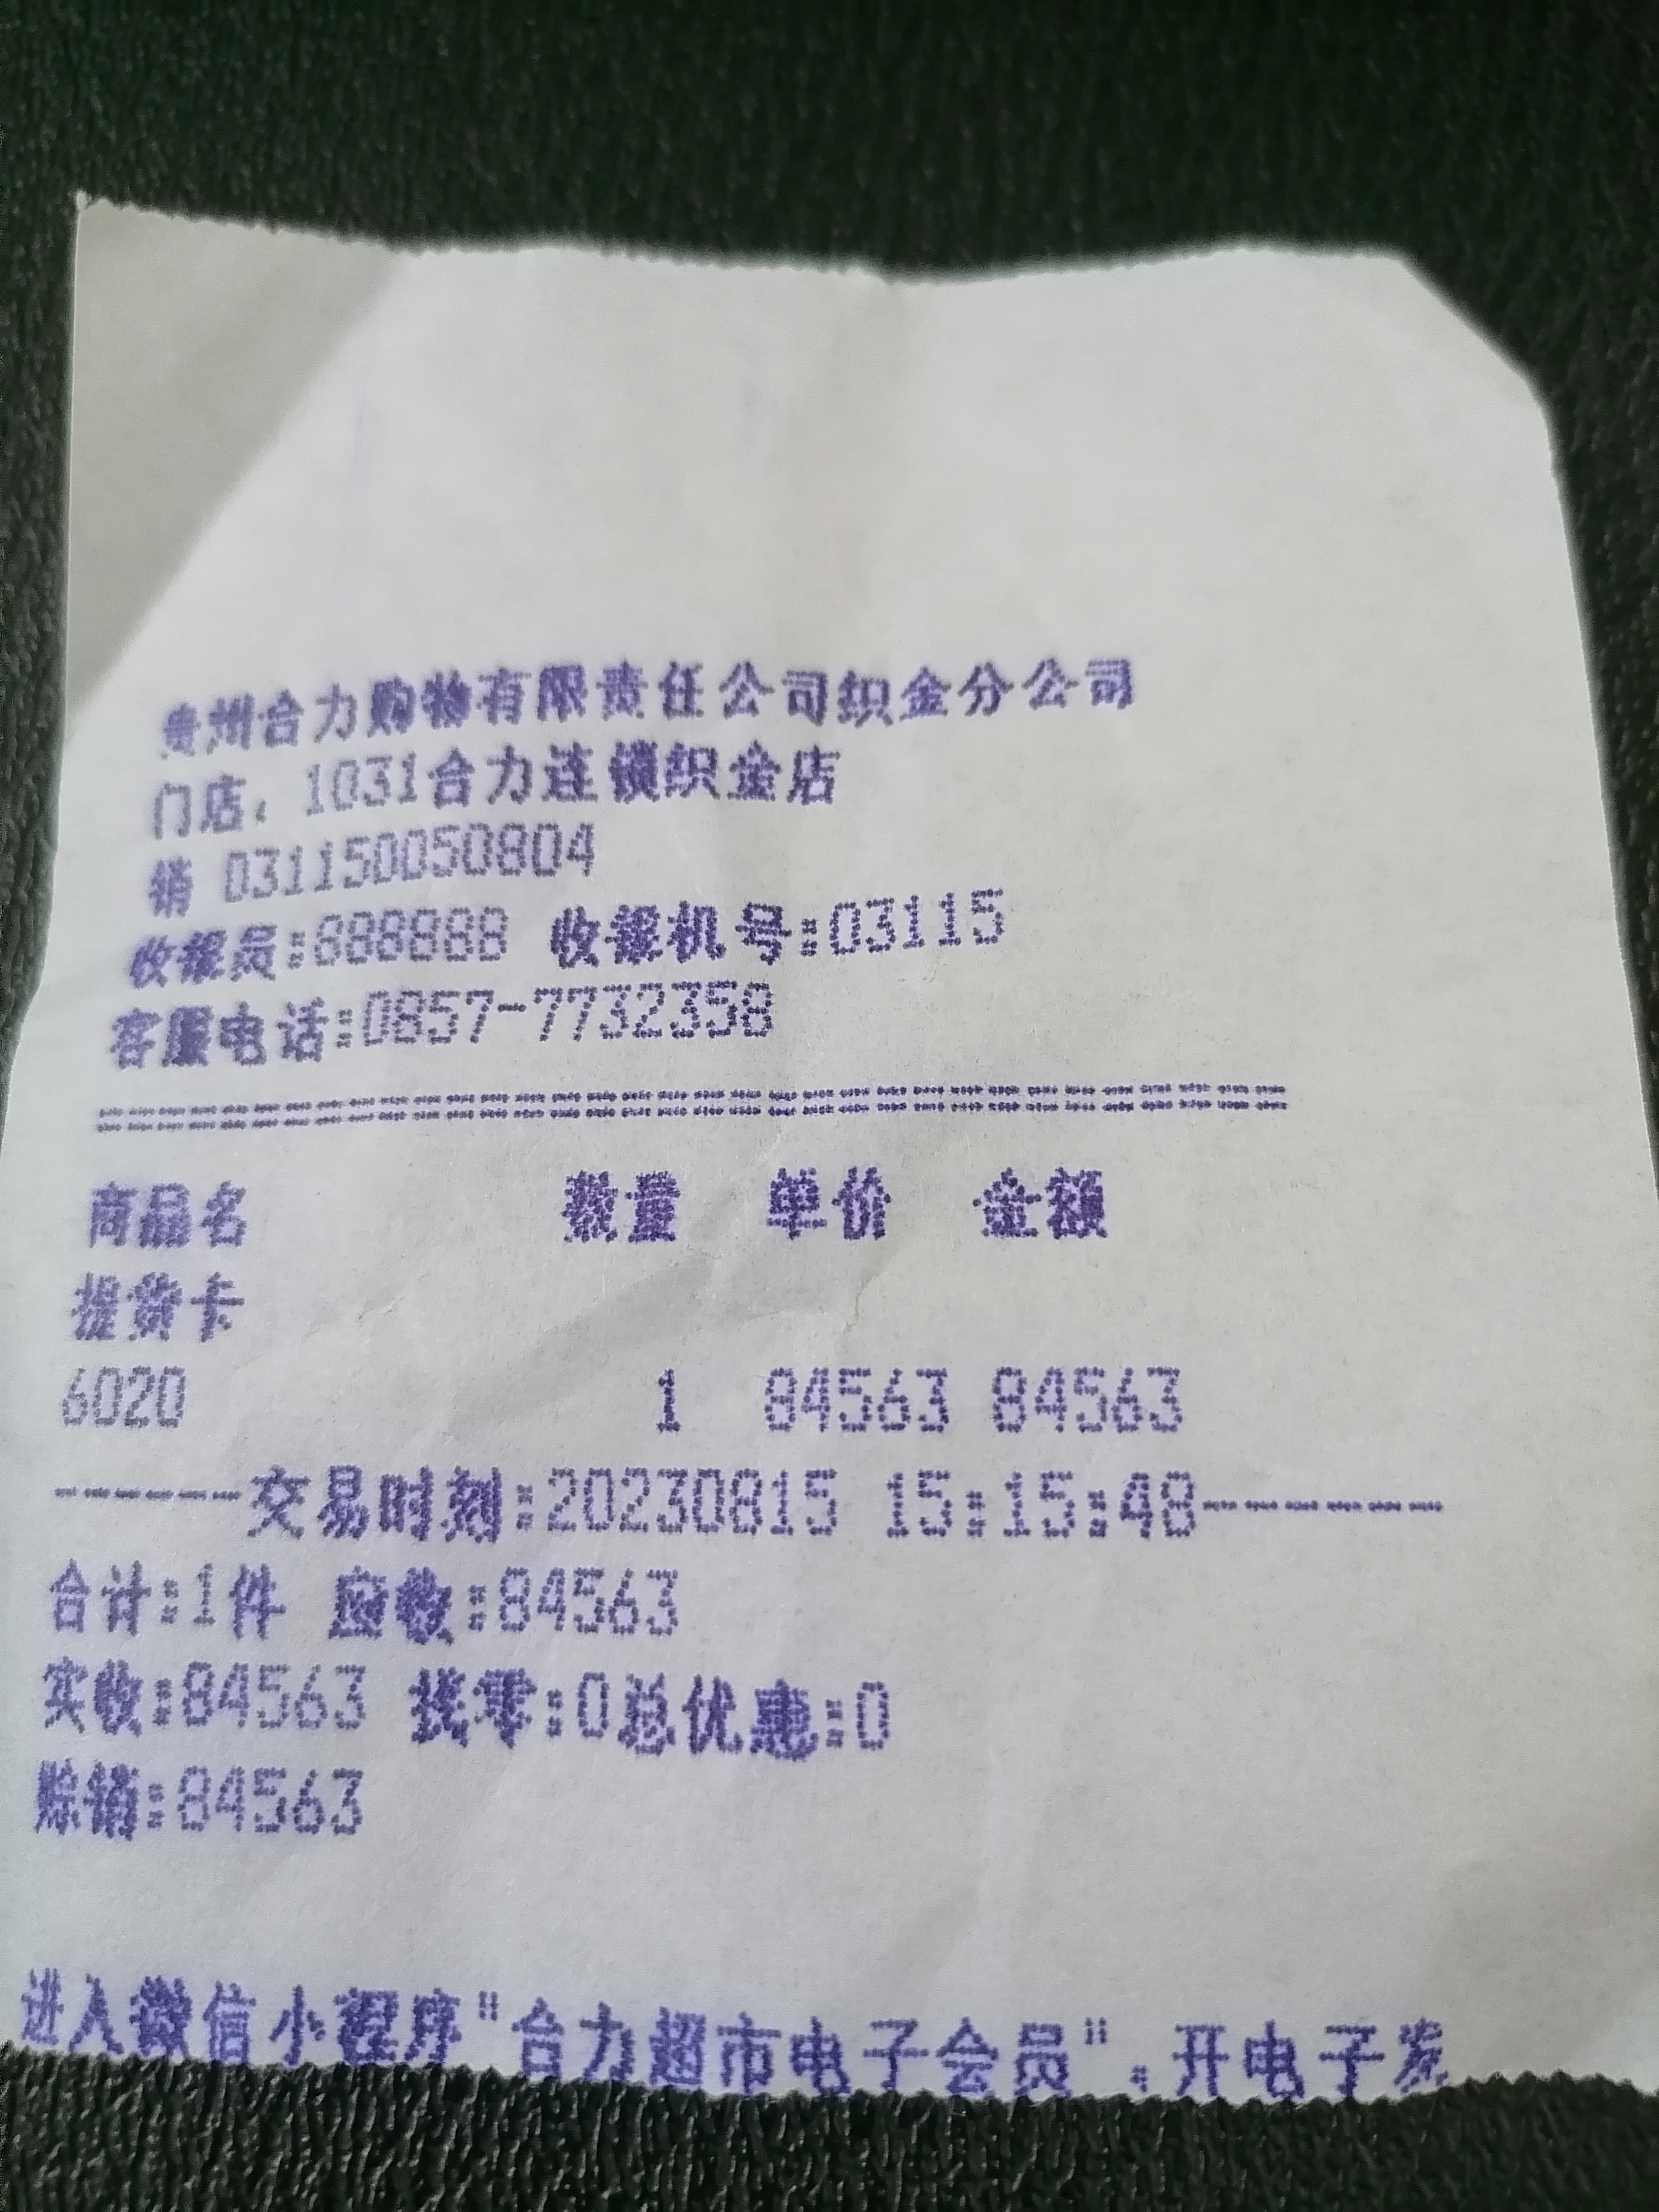 贵州合力购物有限责任公司织金分公司
门店：1031合力连锁织金店
销 031150050804
收银员:888888 收银机号:03115
客服电话:0857-7732358
================================
商品名 数量 单价 金额
提货卡
6020 1 84563 84563
-----交易时刻:20230815 15:15:48------
合计:1件 应收:84563
实收:84563 找零:0总优惠:0
赊销:84563
进入微信小程序"合力超市电子会员"，开电子发